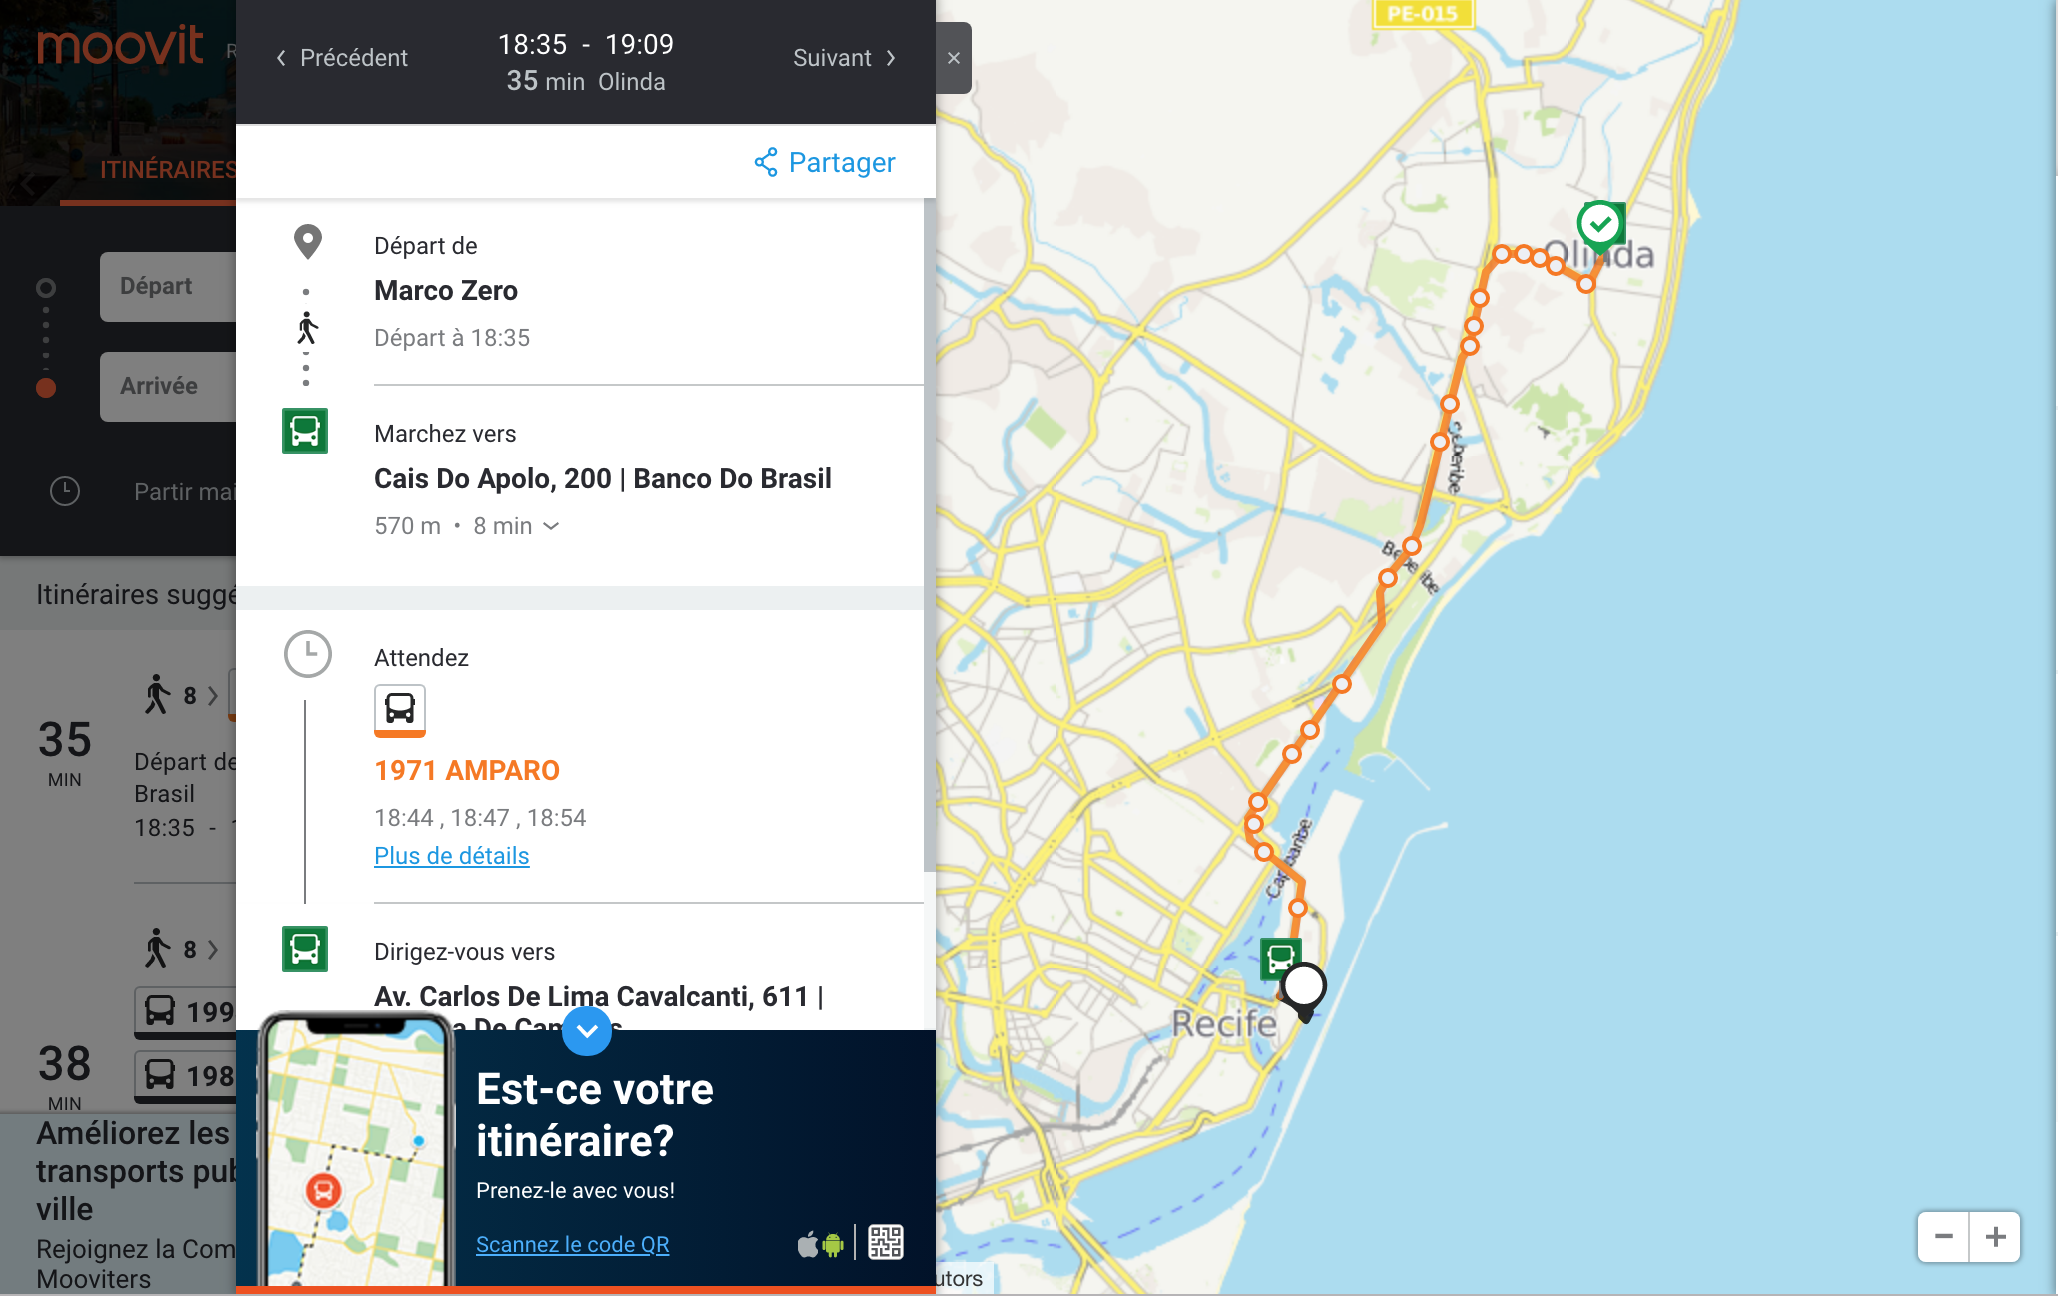 moovit
R
ITINÉRAIRES
Départ
Arrivée
Partir mai
Itinéraires suggé
35
MIN
8
Départ de
Brasil
18:35 -
8
199
38
MIN
198
Améliorez les
transports pub
ville
Rejoignez la Com
Mooviters
Précédent
18:35 - 19:09
35 min Olinda
Suivant
×
Partager
Départ de
Marco Zero
Départ à 18:35
Marchez vers
Cais Do Apolo, 200 | Banco Do Brasil
570 m • 8 min
Attendez
1971 AMPARO
18:44 , 18:47 , 18:54
Plus de détails
Dirigez-vous vers
Av. Carlos De Lima Cavalcanti, 611 |
Est-ce votre
itinéraire?
Prenez-le avec vous!
Scannez le code QR
PE-015
Olinda
Beberibe
Beberibe
Capibaribe
Recife
utors
− +